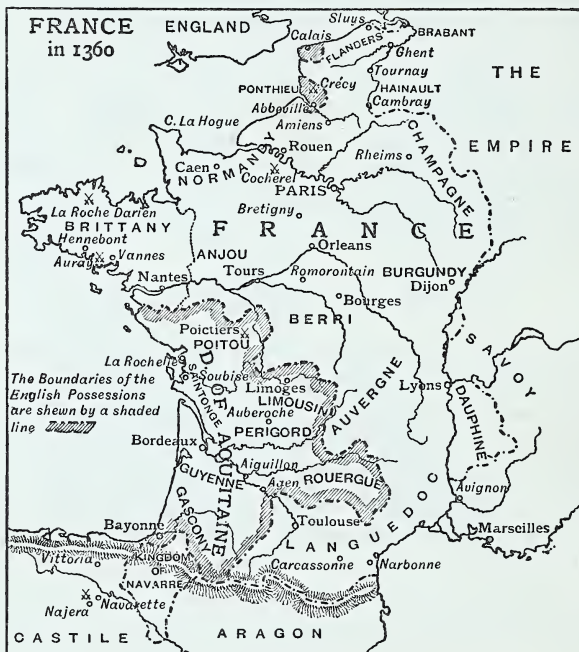 FRANCE
in 1360
ENGLAND
Sluys
BRABANT
Calais
FLANDERS
Ghent
Tournay
THE
PONTHIEU
Crécy
HAINAULT
Abbeville
Cambray
C. La Hogue
Amiens
EMPIRE
Rouen
CHAMPAGNE
Caen
NORMANDY
Rheims
Cocherel
PARIS
La Roche Darien
Bretigny
FRANCE
BRITTANY
Hennebont
ANJOU
Orleans
Auray
Vannes
Nantes
Tours
Romorontain
BURGUNDY
Dijon
Bourges
BERRI
SAVOY
Poictiers
POITOU
La Rochelle
Soubise
SAINTONGE
D. OF AQUITAINE
Limoges
LIMOUSIN
AUVERGNE
Lyons
DAUPHINE
The Boundaries of the
English Possessions
are shewn by a shaded
line
Auberoche
PERIGORD
Bordeaux
Aiguillon
GUYENNE
Agen
ROUERGUE
Avignon
GASCONY
Bayonne
Toulouse
LANGUEDOC
Marseilles
Vittoria
KINGDOM
OF
NAVARRE
Carcassonne
Narbonne
Navarette
Najera
CASTILE
ARAGON